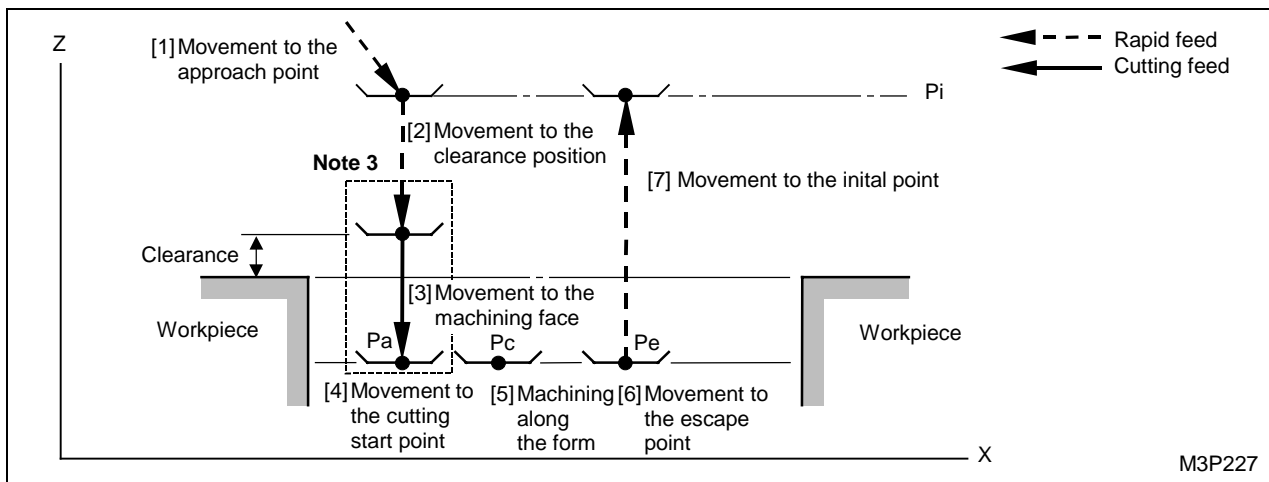 Z
[1] Movement to the
approach point
Rapid feed
Cutting feed
Pi
[2] Movement to the
clearance position
Note 3
[7] Movement to the inital point
Clearance
[3] Movement to the
machining face
Workpiece
Workpiece
Pa
Pc
Pe
[4] Movement to
the cutting
start point
[5] Machining
along
the form
[6] Movement to
the escape
point
X
M3P227